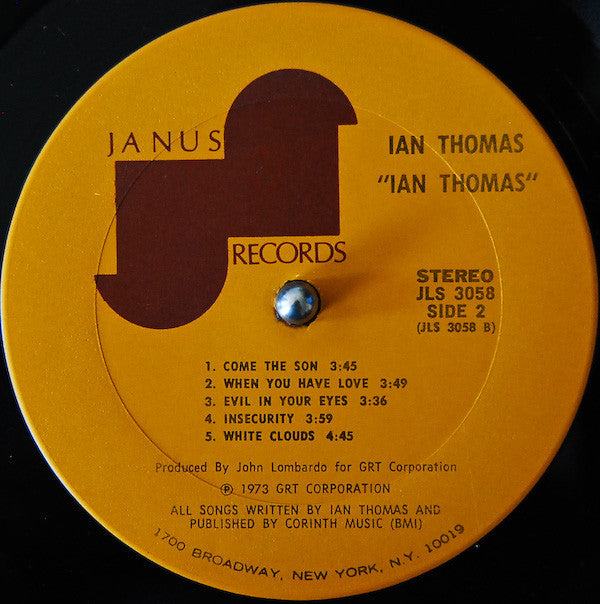 JANUS
RECORDS
IAN THOMAS
"IAN THOMAS"
STEREO
JLS 3058
SIDE 2
(JLS 3058 B)
1. COME THE SON 3:45
2. WHEN YOU HAVE LOVE 3:49
3. EVIL IN YOUR EYES 3:36
4. INSECURITY 3:59
5. WHITE CLOUDS 4:45
Produced By John Lombardo for GRT Corporation
℗ 1973 GRT CORPORATION
ALL SONGS WRITTEN BY IAN THOMAS AND
PUBLISHED BY CORINTH MUSIC (BMI)
1700 BROADWAY, NEW YORK, N.Y. 10019